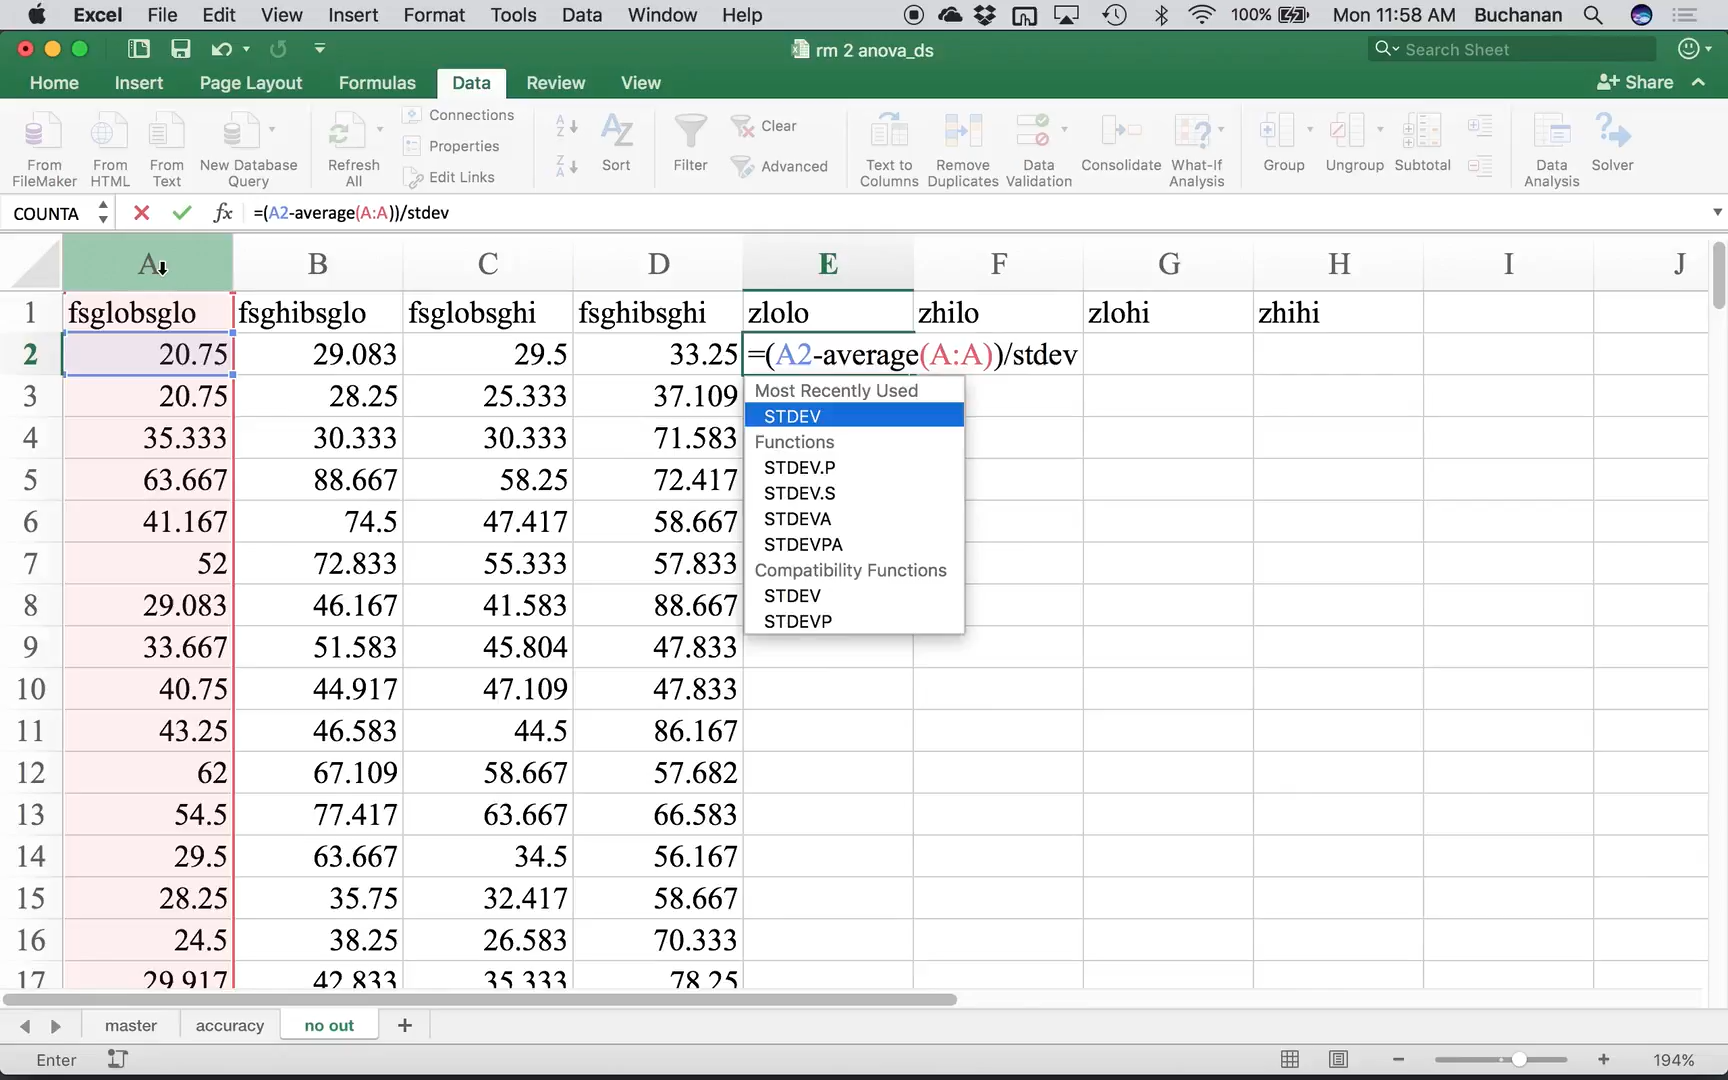 Excel File Edit View Insert Format Tools Data Window Help 100% Mon 11:58 AM Buchanan
rm 2 anova_ds Search Sheet
Home Insert Page Layout Formulas Data Review View Share
From FileMaker
From HTML
From Text
New Database Query
Refresh All
Connections
Properties
Edit Links
Sort
Filter
Clear
Advanced
Text to Columns
Remove Duplicates
Data Validation
Consolidate
What-If Analysis
Group
Ungroup
Subtotal
Data Analysis
Solver
COUNTA fx =(A2-average(A:A))/stdev
A B C D E F G H I J
1 fsglobsglo fsghibsglo fsglobsghi fsghibsghi zlolo zhilo zlohi zhihi
2 20.75 29.083 29.5 33.25 =(A2-average(A:A))/stdev
3 20.75 28.25 25.333 37.109
4 35.333 30.333 30.333 71.583
5 63.667 88.667 58.25 72.417
6 41.167 74.5 47.417 58.667
7 52 72.833 55.333 57.833
8 29.083 46.167 41.583 88.667
9 33.667 51.583 45.804 47.833
10 40.75 44.917 47.109 47.833
11 43.25 46.583 44.5 86.167
12 62 67.109 58.667 57.682
13 54.5 77.417 63.667 66.583
14 29.5 63.667 34.5 56.167
15 28.25 35.75 32.417 58.667
16 24.5 38.25 26.583 70.333
17 29.917 42.833 35.333 78.25
Most Recently Used
STDEV
Functions
STDEV.P
STDEV.S
STDEVA
STDEVPA
Compatibility Functions
STDEV
STDEVP
master accuracy no out +
Enter 194%